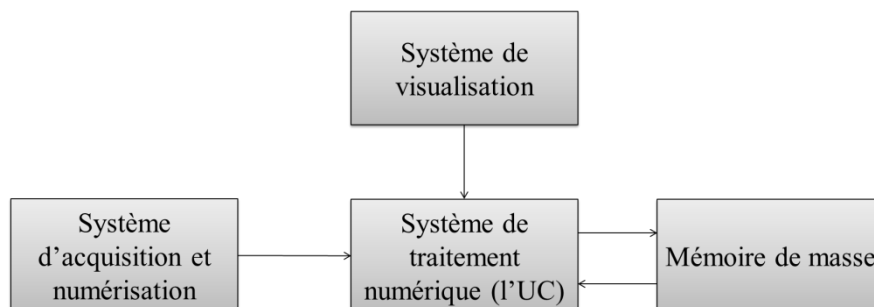 Système de
visualisation
Système
d’acquisition et
numérisation
Système de
traitement
numérique (l’UC)
Mémoire de masse